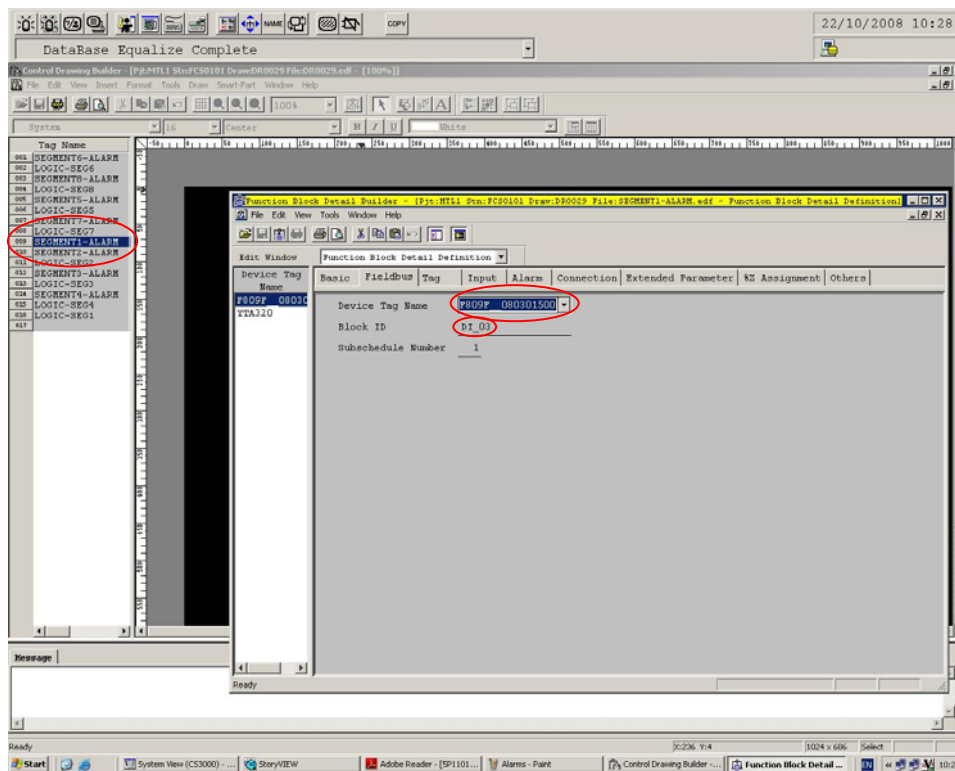 NAME
COPY
22/10/2008 10:28
DataBase Equalize Complete
Control Drawing Builder - [Pjt:MTL1 Stn:FCS0101 Draw:DR0029 File:DR0029.edf - [100%]]
File Edit View Insert Format Tools Draw Smart-Part Window Help
100%
System 16 Center B I U White
Tag Name
001 SEGMENT6-ALARM
002 LOGIC-SEG6
003 SEGMENT8-ALARM
004 LOGIC-SEG8
005 SEGMENT5-ALARM
006 LOGIC-SEG5
007 SEGMENT7-ALARM
008 LOGIC-SEG7
009 SEGMENT1-ALARM
010 SEGMENT2-ALARM
011 LOGIC-SEG2
012 SEGMENT3-ALARM
013 LOGIC-SEG3
014 SEGMENT4-ALARM
015 LOGIC-SEG4
016 LOGIC-SEG1
017
Function Block Detail Builder - [Pjt:MTL1 Stn:FCS0101 Draw:DR0029 File:SEGMENT1-ALARM.edf - Function Block Detail Definition]
File Edit View Tools Window Help
Edit Window Function Block Detail Definition
Device Tag Name
F809F 08030
YTA320
Basic Fieldbus Tag Input Alarm Connection Extended Parameter %Z Assignment Others
Device Tag Name F809F 080301500
Block ID DI_03
Subschedule Number 1
Ready
Message
Ready X:236 Y:4 1024 x 606 Select
Start System View (CS3000) - ... StoryVIEW Adobe Reader - [SP1101... Alarms - Paint Control Drawing Builder -... Function Block Detail ... EN 10:2